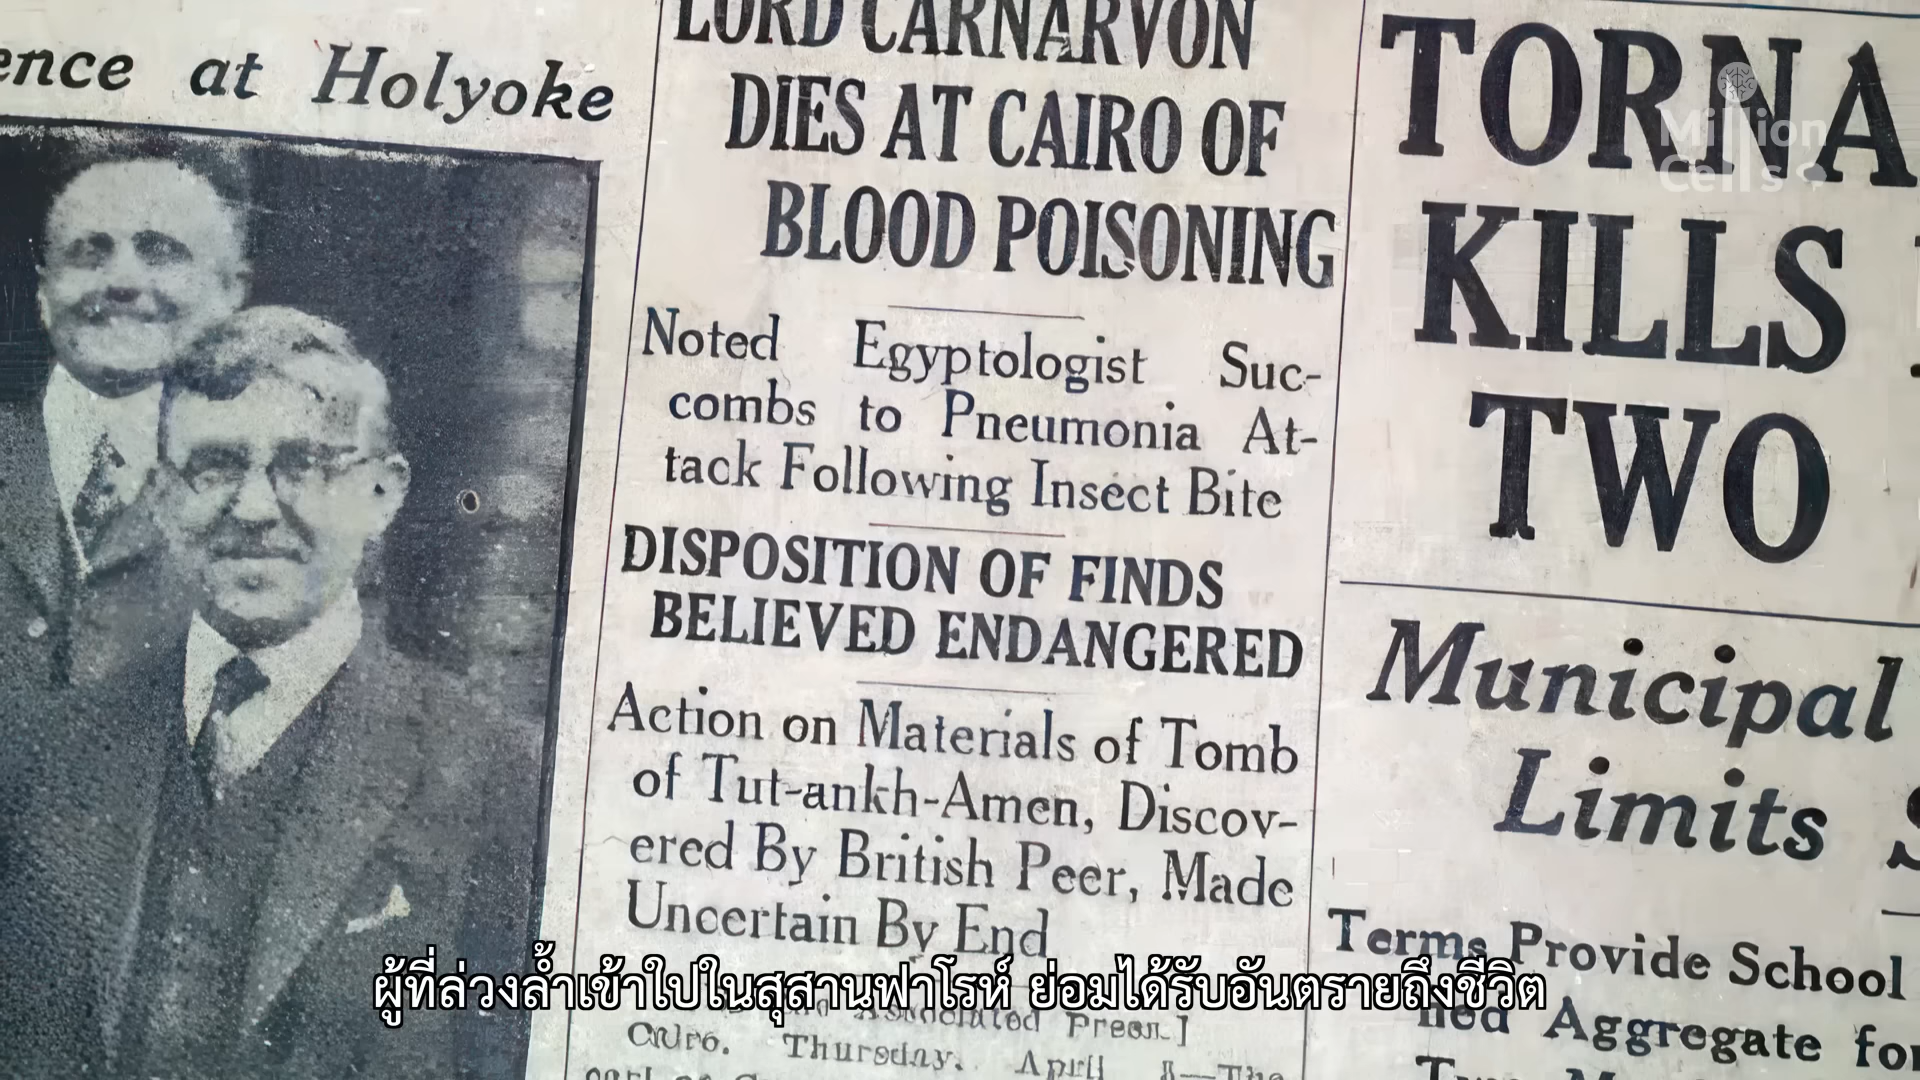 ence at Holyoke
LORD CARNARVON
DIES AT CAIRO OF
BLOOD POISONING
Noted Egyptologist Suc-
combs to Pneumonia At-
tack Following Insect Bite
DISPOSITION OF FINDS
BELIEVED ENDANGERED
Action on Materials of Tomb
of Tut-ankh-Amen, Discov-
ered By British Peer, Made
Uncertain By End
Associated Press.]
Cairo. Thursday. April 5—The
TORNA
KILLS
TWO
Municipal
Limits S
Terms Provide School
Aggregate for
Million
Cells
ผู้ที่ล่วงล้ำเข้าไปในสุสานฟาโรห์ ย่อมได้รับอันตรายถึงชีวิต